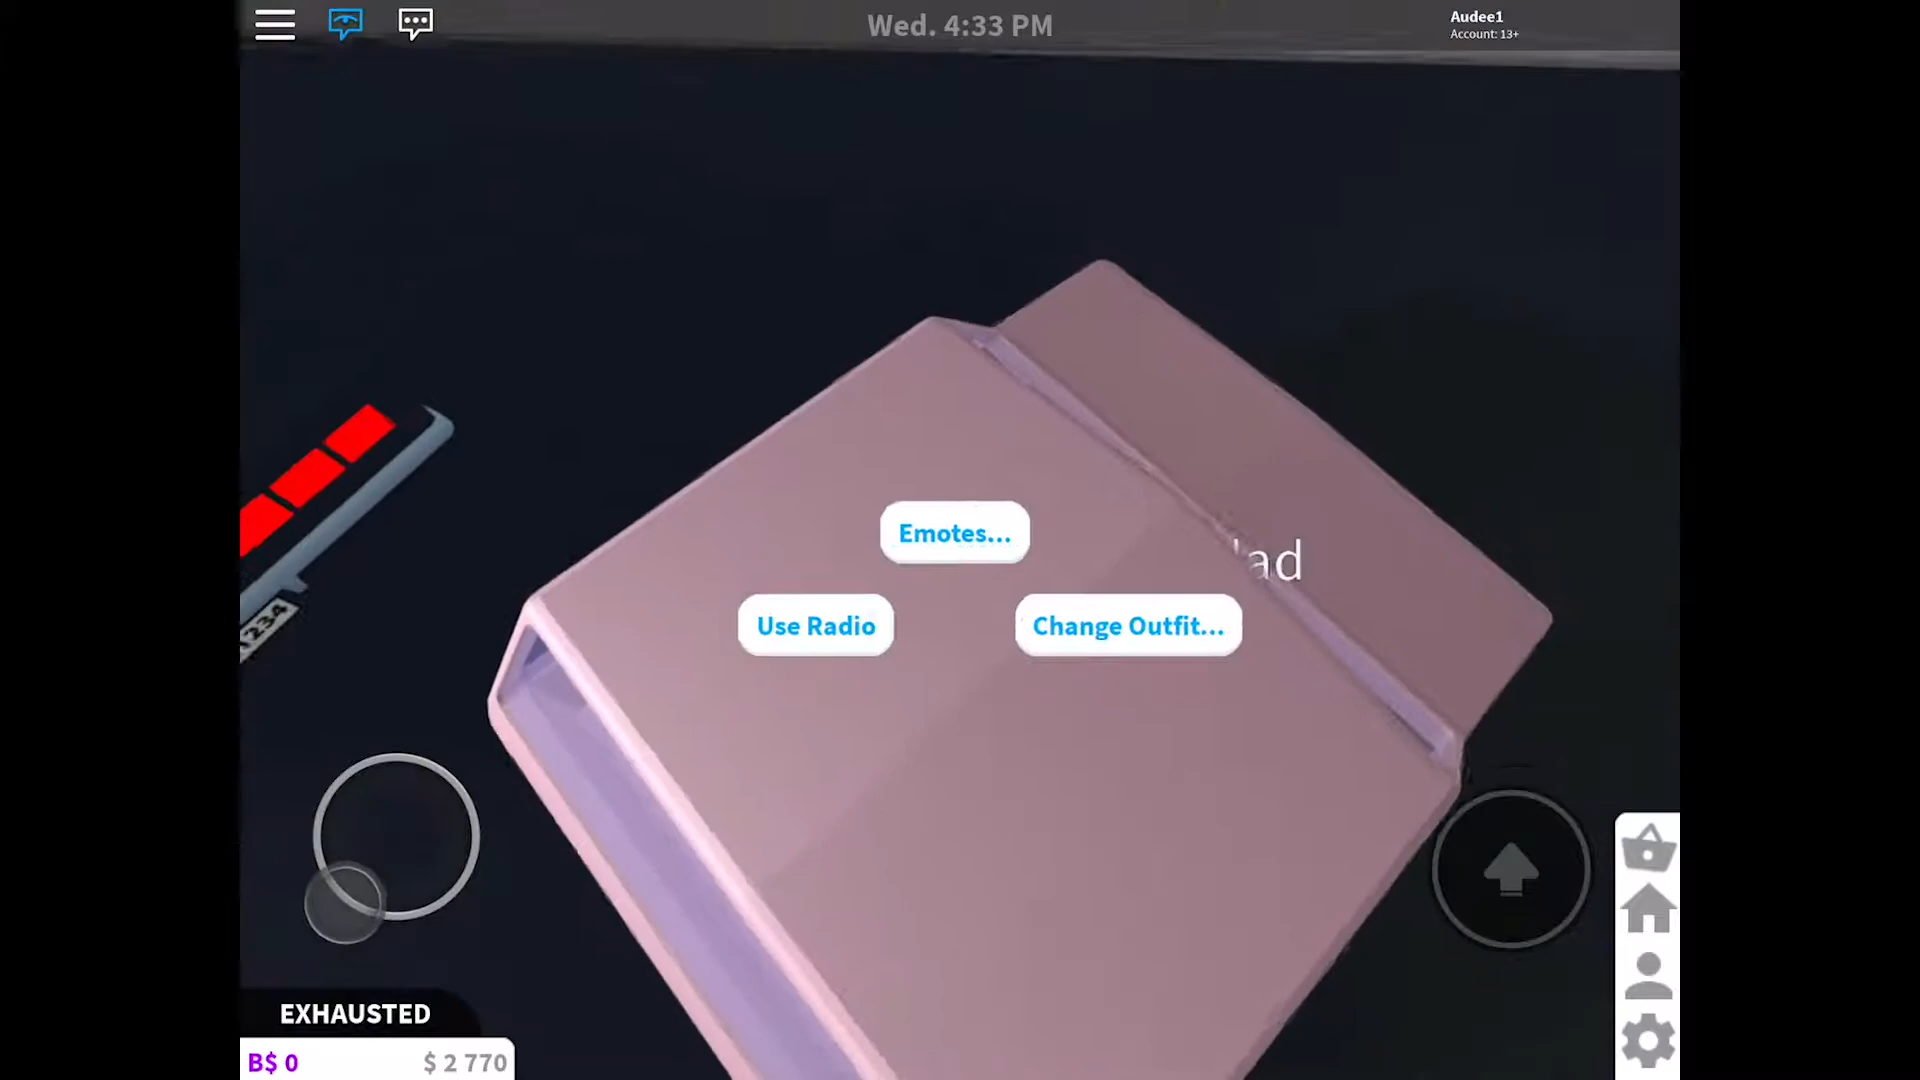 Wed. 4:33 PM
Audee1
Account: 13+
Emotes...
Use Radio
Change Outfit...
EXHAUSTED
B$ 0
$ 2 770